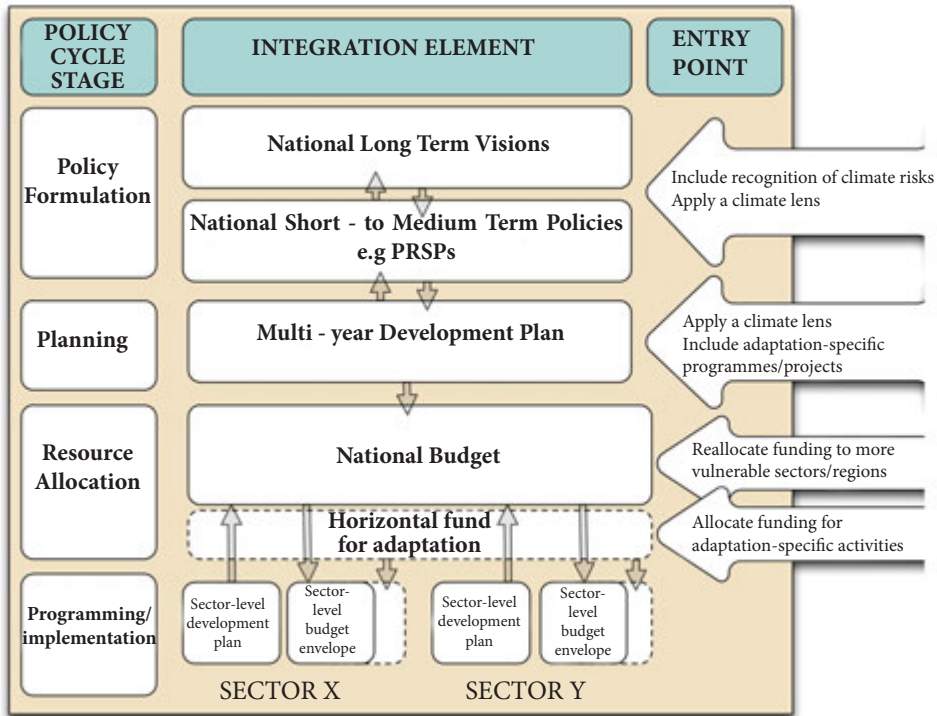 POLICY
CYCLE
STAGE
INTEGRATION ELEMENT
ENTRY
POINT
Policy
Formulation
National Long Term Visions
National Short - to Medium Term Policies
e.g PRSPs
Include recognition of climate risks
Apply a climate lens
Planning
Multi - year Development Plan
Apply a climate lens
Include adaptation-specific
programmes/projects
Resource
Allocation
National Budget
Reallocate funding to more
vulnerable sectors/regions
Horizontal fund
for adaptation
Allocate funding for
adaptation-specific activities
Programming/
implementation
Sector-level
development
plan
Sector-
level
budget
envelope
Sector-level
development
plan
Sector-
level
budget
envelope
SECTOR X
SECTOR Y